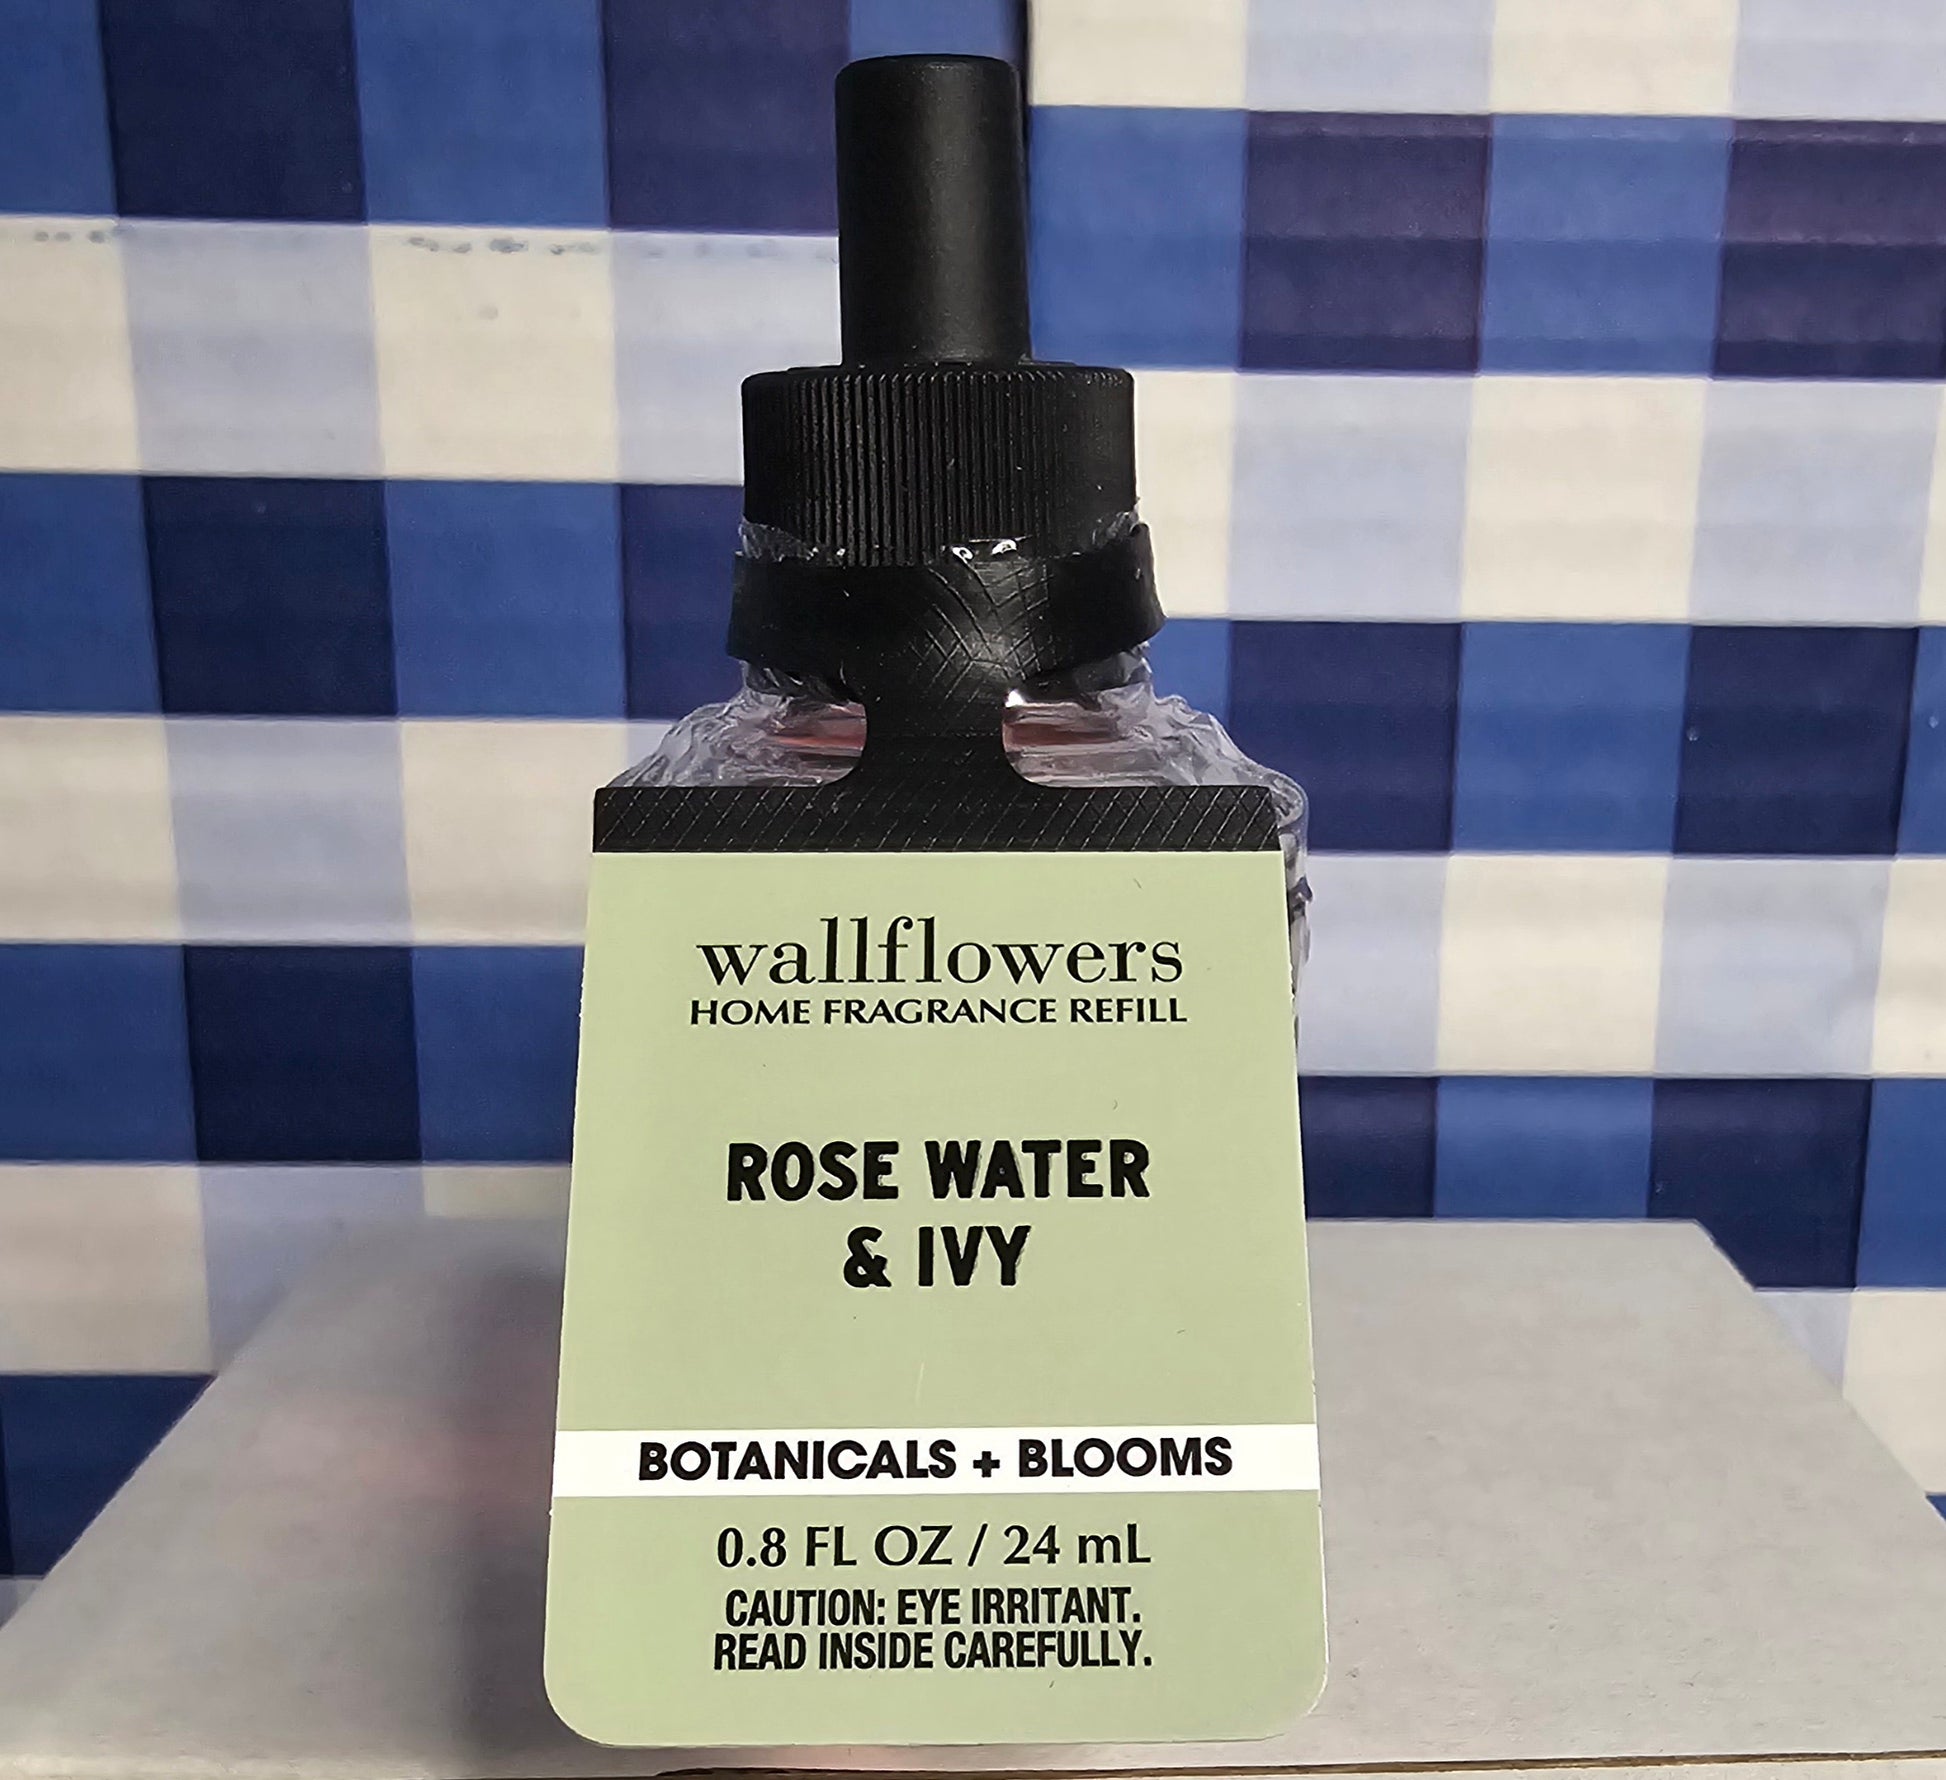 wallflowers
HOME FRAGRANCE REFILL
ROSE WATER
& IVY
BOTANICALS + BLOOMS
0.8 FL OZ / 24 mL
CAUTION: EYE IRRITANT.
READ INSIDE CAREFULLY.